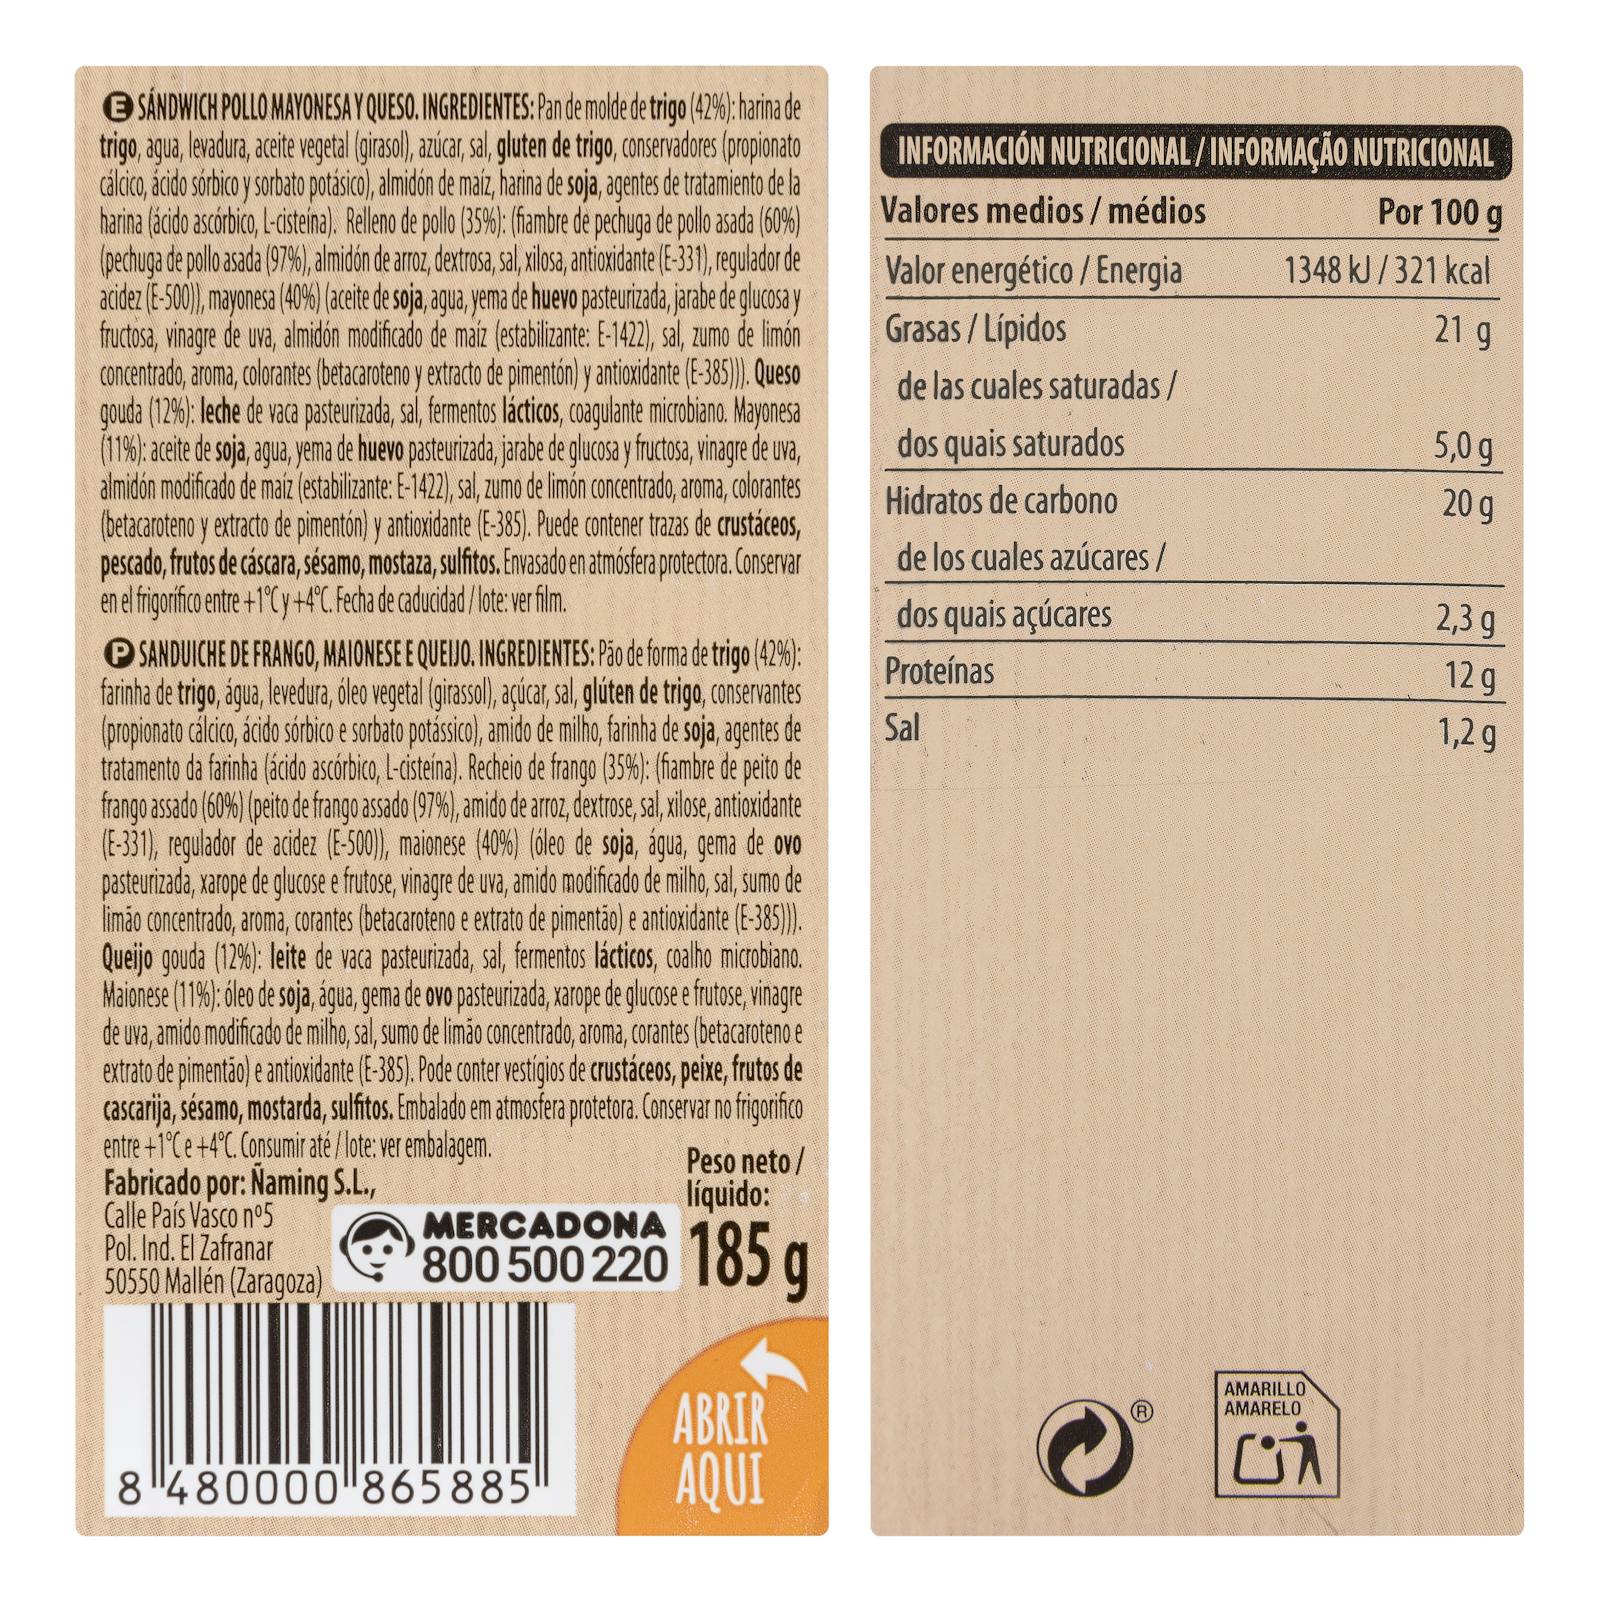 E SÁNDWICH POLLO MAYONESA Y QUESO. INGREDIENTES: Pan de molde de trigo (42%): harina de
trigo, agua, levadura, aceite vegetal (girasol), azúcar, sal, gluten de trigo, conservadores (propionato
cálcico, ácido sórbico y sorbato potásico), almidón de maíz, harina de soja, agentes de tratamiento de la
harina (ácido ascórbico, L-cisteína). Relleno de pollo (35%): (fiambre de pechuga de pollo asada (60%)
(pechuga de pollo asada (97%), almidón de arroz, dextrosa, sal, xilosa, antioxidante (E-331), regulador de
acidez (E-500)), mayonesa (40%) (aceite de soja, agua, yema de huevo pasteurizada, jarabe de glucosa y
fructosa, vinagre de uva, almidón modificado de maíz (estabilizante: E-1422), sal, zumo de limón
concentrado, aroma, colorantes (betacaroteno y extracto de pimentón) y antioxidante (E-385))). Queso
gouda (12%): leche de vaca pasteurizada, sal, fermentos lácticos, coagulante microbiano. Mayonesa
(11%): aceite de soja, agua, yema de huevo pasteurizada, jarabe de glucosa y fructosa, vinagre de uva,
almidón modificado de maíz (estabilizante: E-1422), sal, zumo de limón concentrado, aroma, colorantes
(betacaroteno y extracto de pimentón) y antioxidante (E-385). Puede contener trazas de crustáceos,
pescado, frutos de cáscara, sésamo, mostaza, sulfitos. Envasado en atmósfera protectora. Conservar
en el frigorífico entre +1°C y +4°C. Fecha de caducidad / lote: ver film.
P SANDUICHE DE FRANGO, MAIONESE E QUEIJO. INGREDIENTES: Pão de forma de trigo (42%):
farinha de trigo, água, levedura, óleo vegetal (girassol), açúcar, sal, glúten de trigo, conservantes
(propionato cálcico, ácido sórbico e sorbato potássico), amido de milho, farinha de soja, agentes de
tratamento da farinha (ácido ascórbico, L-cisteína). Recheio de frango (35%): (fiambre de peito de
frango assado (60%) (peito de frango assado (97%), amido de arroz, dextrose, sal, xilose, antioxidante
(E-331), regulador de acidez (E-500)), maionese (40%) (óleo de soja, água, gema de ovo
pasteurizada, xarope de glucose e frutose, vinagre de uva, amido modificado de milho, sal, sumo de
limão concentrado, aroma, corantes (betacaroteno e extrato de pimentão) e antioxidante (E-385))).
Queijo gouda (12%): leite de vaca pasteurizada, sal, fermentos lácticos, coalho microbiano.
Maionese (11%): óleo de soja, água, gema de ovo pasteurizada, xarope de glucose e frutose, vinagre
de uva, amido modificado de milho, sal, sumo de limão concentrado, aroma, corantes (betacaroteno e
extrato de pimentão) e antioxidante (E-385). Pode conter vestígios de crustáceos, peixe, frutos de
cascarija, sésamo, mostarda, sulfitos. Embalado em atmosfera protetora. Conservar no frigorifico
entre +1°C e +4°C. Consumir até / lote: ver embalagem.
Fabricado por: Ñaming S.L.,
Calle País Vasco nº5
Pol. Ind. El Zafranar
50550 Mallén (Zaragoza)
MERCADONA
800 500 220
Peso neto /
líquido:
185 g
8 480000 865885
ABRIR
AQUI
INFORMACIÓN NUTRICIONAL / INFORMAÇÃO NUTRICIONAL
Valores medios / médios Por 100 g
Valor energético / Energia 1348 kJ / 321 kcal
Grasas / Lípidos 21 g
de las cuales saturadas /
dos quais saturados 5,0 g
Hidratos de carbono 20 g
de los cuales azúcares /
dos quais açúcares 2,3 g
Proteínas 12 g
Sal 1,2 g
®
AMARILLO
AMARELO